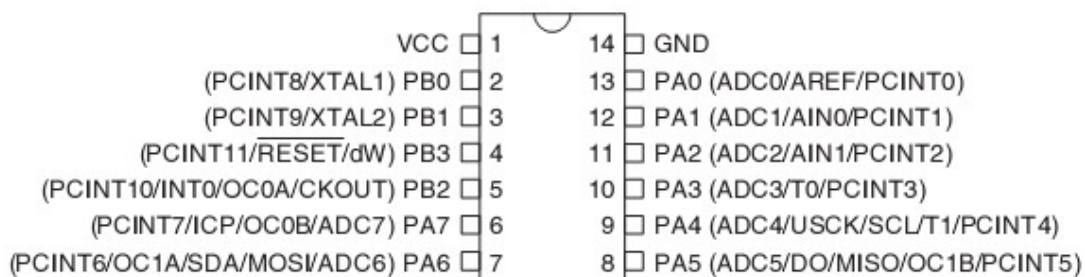 VCC 1 14 GND
(PCINT8/XTAL1) PB0 2 13 PA0 (ADC0/AREF/PCINT0)
(PCINT9/XTAL2) PB1 3 12 PA1 (ADC1/AIN0/PCINT1)
(PCINT11/RESET/dW) PB3 4 11 PA2 (ADC2/AIN1/PCINT2)
(PCINT10/INT0/OC0A/CKOUT) PB2 5 10 PA3 (ADC3/T0/PCINT3)
(PCINT7/ICP/OC0B/ADC7) PA7 6 9 PA4 (ADC4/USCK/SCL/T1/PCINT4)
(PCINT6/OC1A/SDA/MOSI/ADC6) PA6 7 8 PA5 (ADC5/DO/MISO/OC1B/PCINT5)